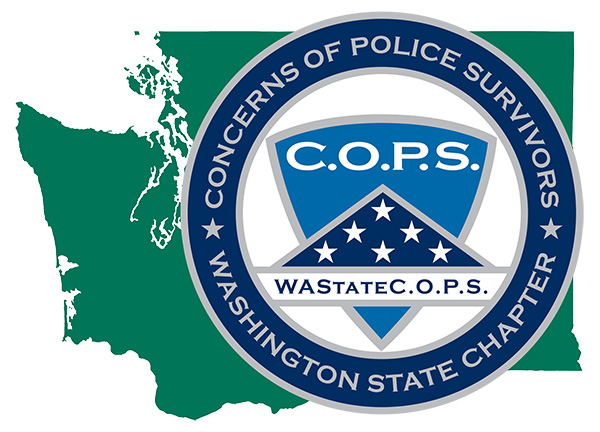 CONCERNS OF POLICE SURVIVORS
C.O.P.S.
WASTATEC.O.P.S.
WASHINGTON STATE CHAPTER